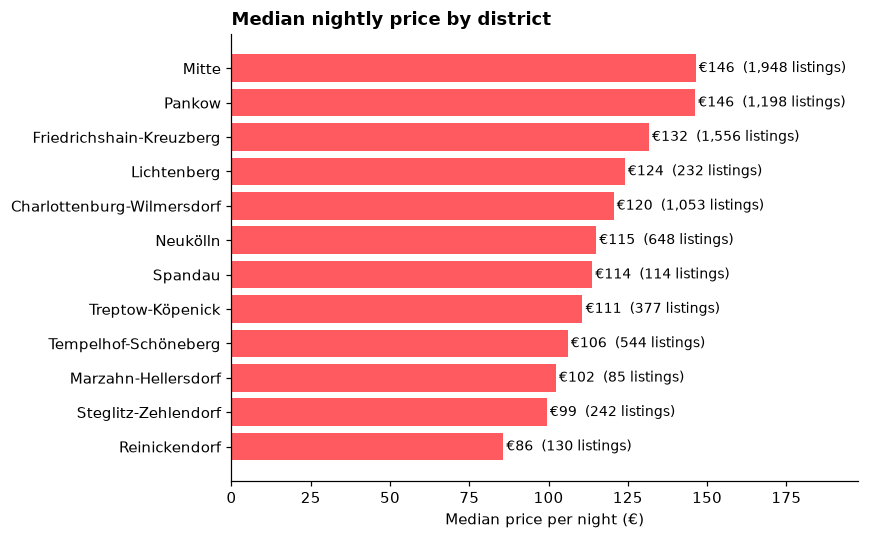 Median nightly price by district
Mitte €146 (1,948 listings)
Pankow €146 (1,198 listings)
Friedrichshain-Kreuzberg €132 (1,556 listings)
Lichtenberg €124 (232 listings)
Charlottenburg-Wilmersdorf €120 (1,053 listings)
Neukölln €115 (648 listings)
Spandau €114 (114 listings)
Treptow-Köpenick €111 (377 listings)
Tempelhof-Schöneberg €106 (544 listings)
Marzahn-Hellersdorf €102 (85 listings)
Steglitz-Zehlendorf €99 (242 listings)
Reinickendorf €86 (130 listings)
0 25 50 75 100 125 150 175
Median price per night (€)